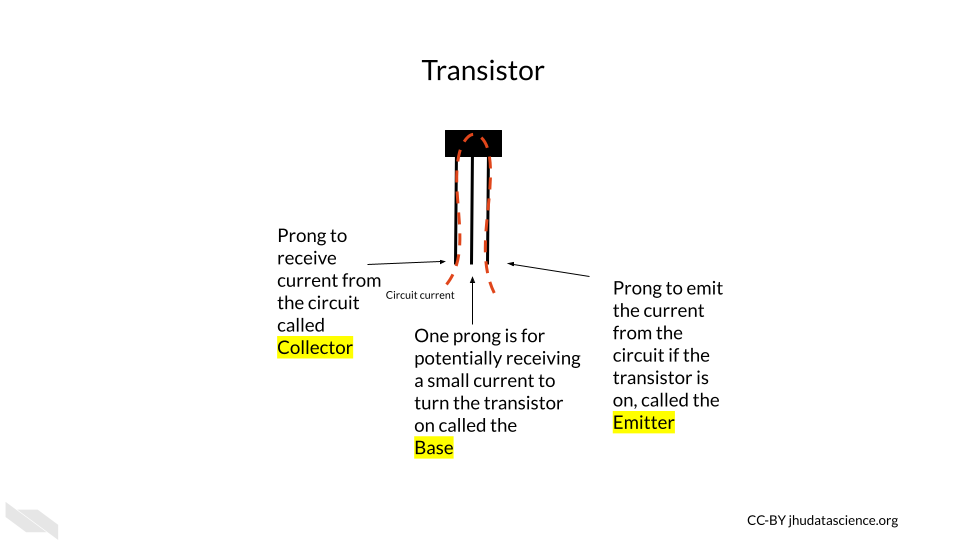 Transistor
Prong to
receive
current from
the circuit
called
Collector
Circuit current
One prong is for
potentially receiving
a small current to
turn the transistor
on called the
Base
Prong to emit
the current
from the
circuit if the
transistor is
on, called the
Emitter
CC-BY jhudatascience.org